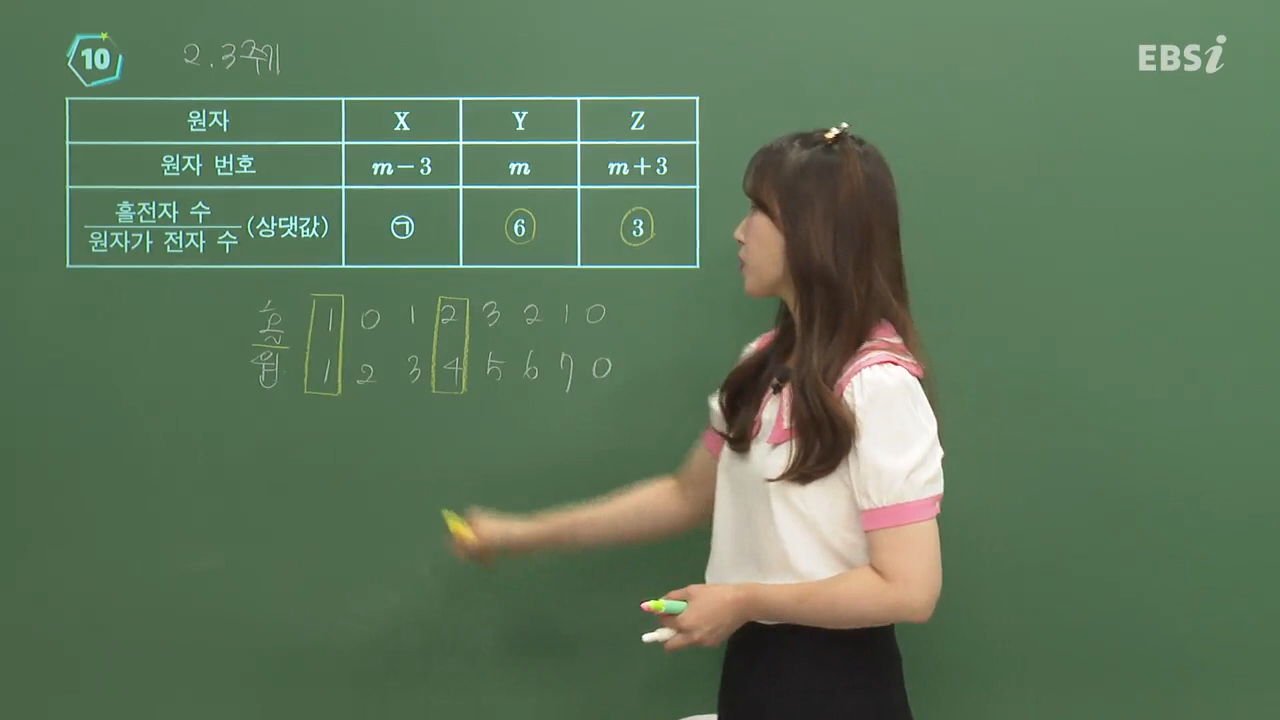 10 2.3주기
EBSi
원자 X Y Z
원자 번호 m-3 m m+3
홀전자 수
원자가 전자 수 (상댓값) ㉠ 6 3
홀 1 0 1 2 3 2 1 0
원 1 2 3 4 5 6 7 0